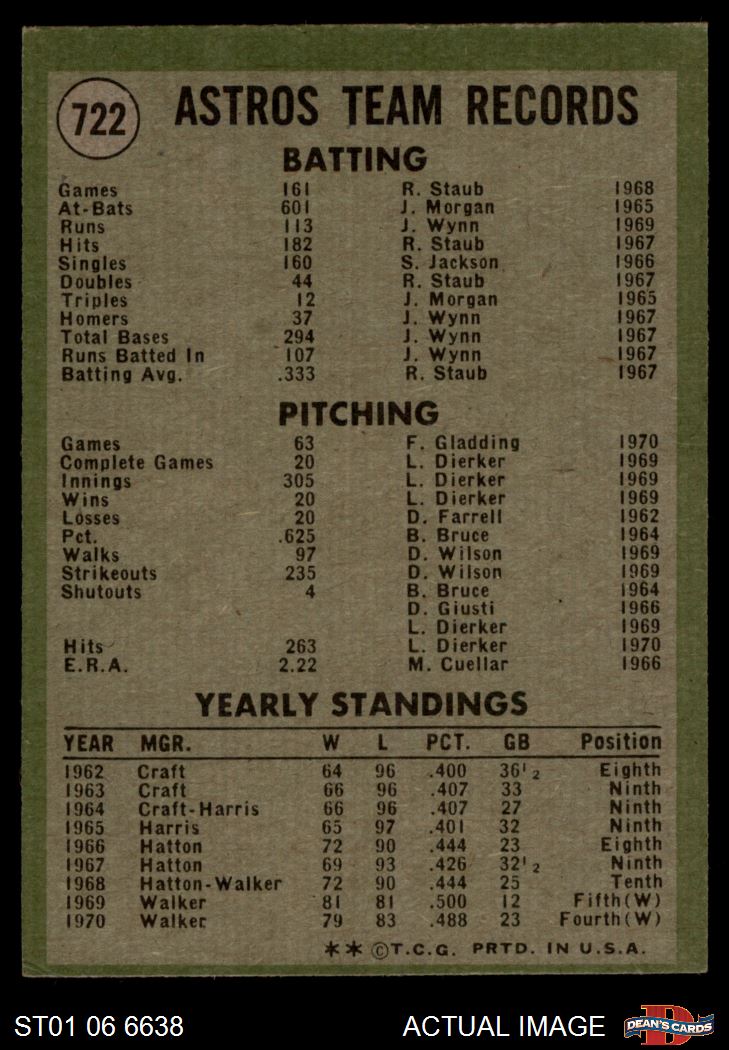 722 ASTROS TEAM RECORDS
BATTING
Games 161 R. Staub 1968
At-Bats 601 J. Morgan 1965
Runs 113 J. Wynn 1969
Hits 182 R. Staub 1967
Singles 160 S. Jackson 1966
Doubles 44 R. Staub 1967
Triples 12 J. Morgan 1965
Homers 37 J. Wynn 1967
Total Bases 294 J. Wynn 1967
Runs Batted In 107 J. Wynn 1967
Batting Avg. .333 R. Staub 1967
PITCHING
Games 63 F. Gladding 1970
Complete Games 20 L. Dierker 1969
Innings 305 L. Dierker 1969
Wins 20 L. Dierker 1969
Losses 20 D. Farrell 1962
Pct. .625 B. Bruce 1964
Walks 97 D. Wilson 1969
Strikeouts 235 D. Wilson 1969
Shutouts 4 B. Bruce 1964
D. Giusti 1966
L. Dierker 1969
Hits 263 L. Dierker 1970
E.R.A. 2.22 M. Cuellar 1966
YEARLY STANDINGS
YEAR MGR. W L PCT. GB Position
1962 Craft 64 96 .400 36½ Eighth
1963 Craft 66 96 .407 33 Ninth
1964 Craft-Harris 66 96 .407 27 Ninth
1965 Harris 65 97 .401 32 Ninth
1966 Hatton 72 90 .444 23 Eighth
1967 Hatton 69 93 .426 32½ Ninth
1968 Hatton-Walker 72 90 .444 25 Tenth
1969 Walker 81 81 .500 12 Fifth(W)
1970 Walker 79 83 .488 23 Fourth(W)
** ©T.C.G. PRTD. IN U.S.A.
ST01 06 6638 ACTUAL IMAGE D DEAN'S CARDS